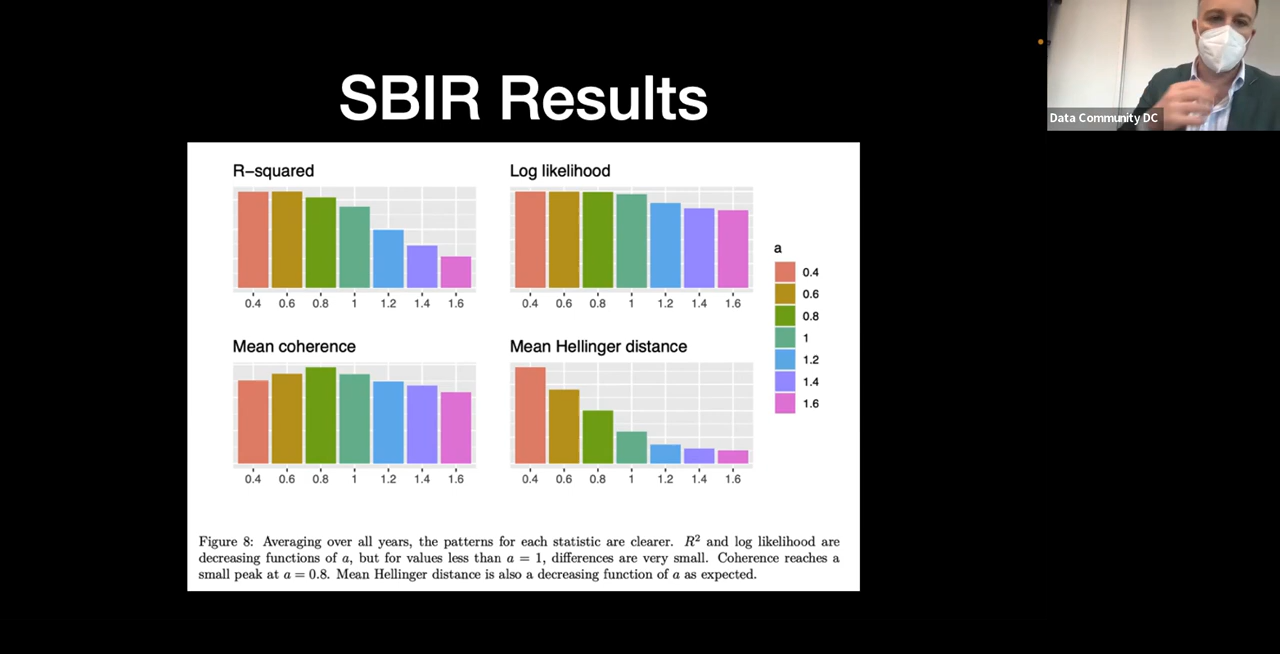 SBIR Results
Data Community DC
R−squared
0.4 0.6 0.8 1 1.2 1.4 1.6
Log likelihood
0.4 0.6 0.8 1 1.2 1.4 1.6
Mean coherence
0.4 0.6 0.8 1 1.2 1.4 1.6
Mean Hellinger distance
0.4 0.6 0.8 1 1.2 1.4 1.6
a
0.4
0.6
0.8
1
1.2
1.4
1.6
Figure 8: Averaging over all years, the patterns for each statistic are clearer. R² and log likelihood are
decreasing functions of a, but for values less than a = 1, differences are very small. Coherence reaches a
small peak at a = 0.8. Mean Hellinger distance is also a decreasing function of a as expected.